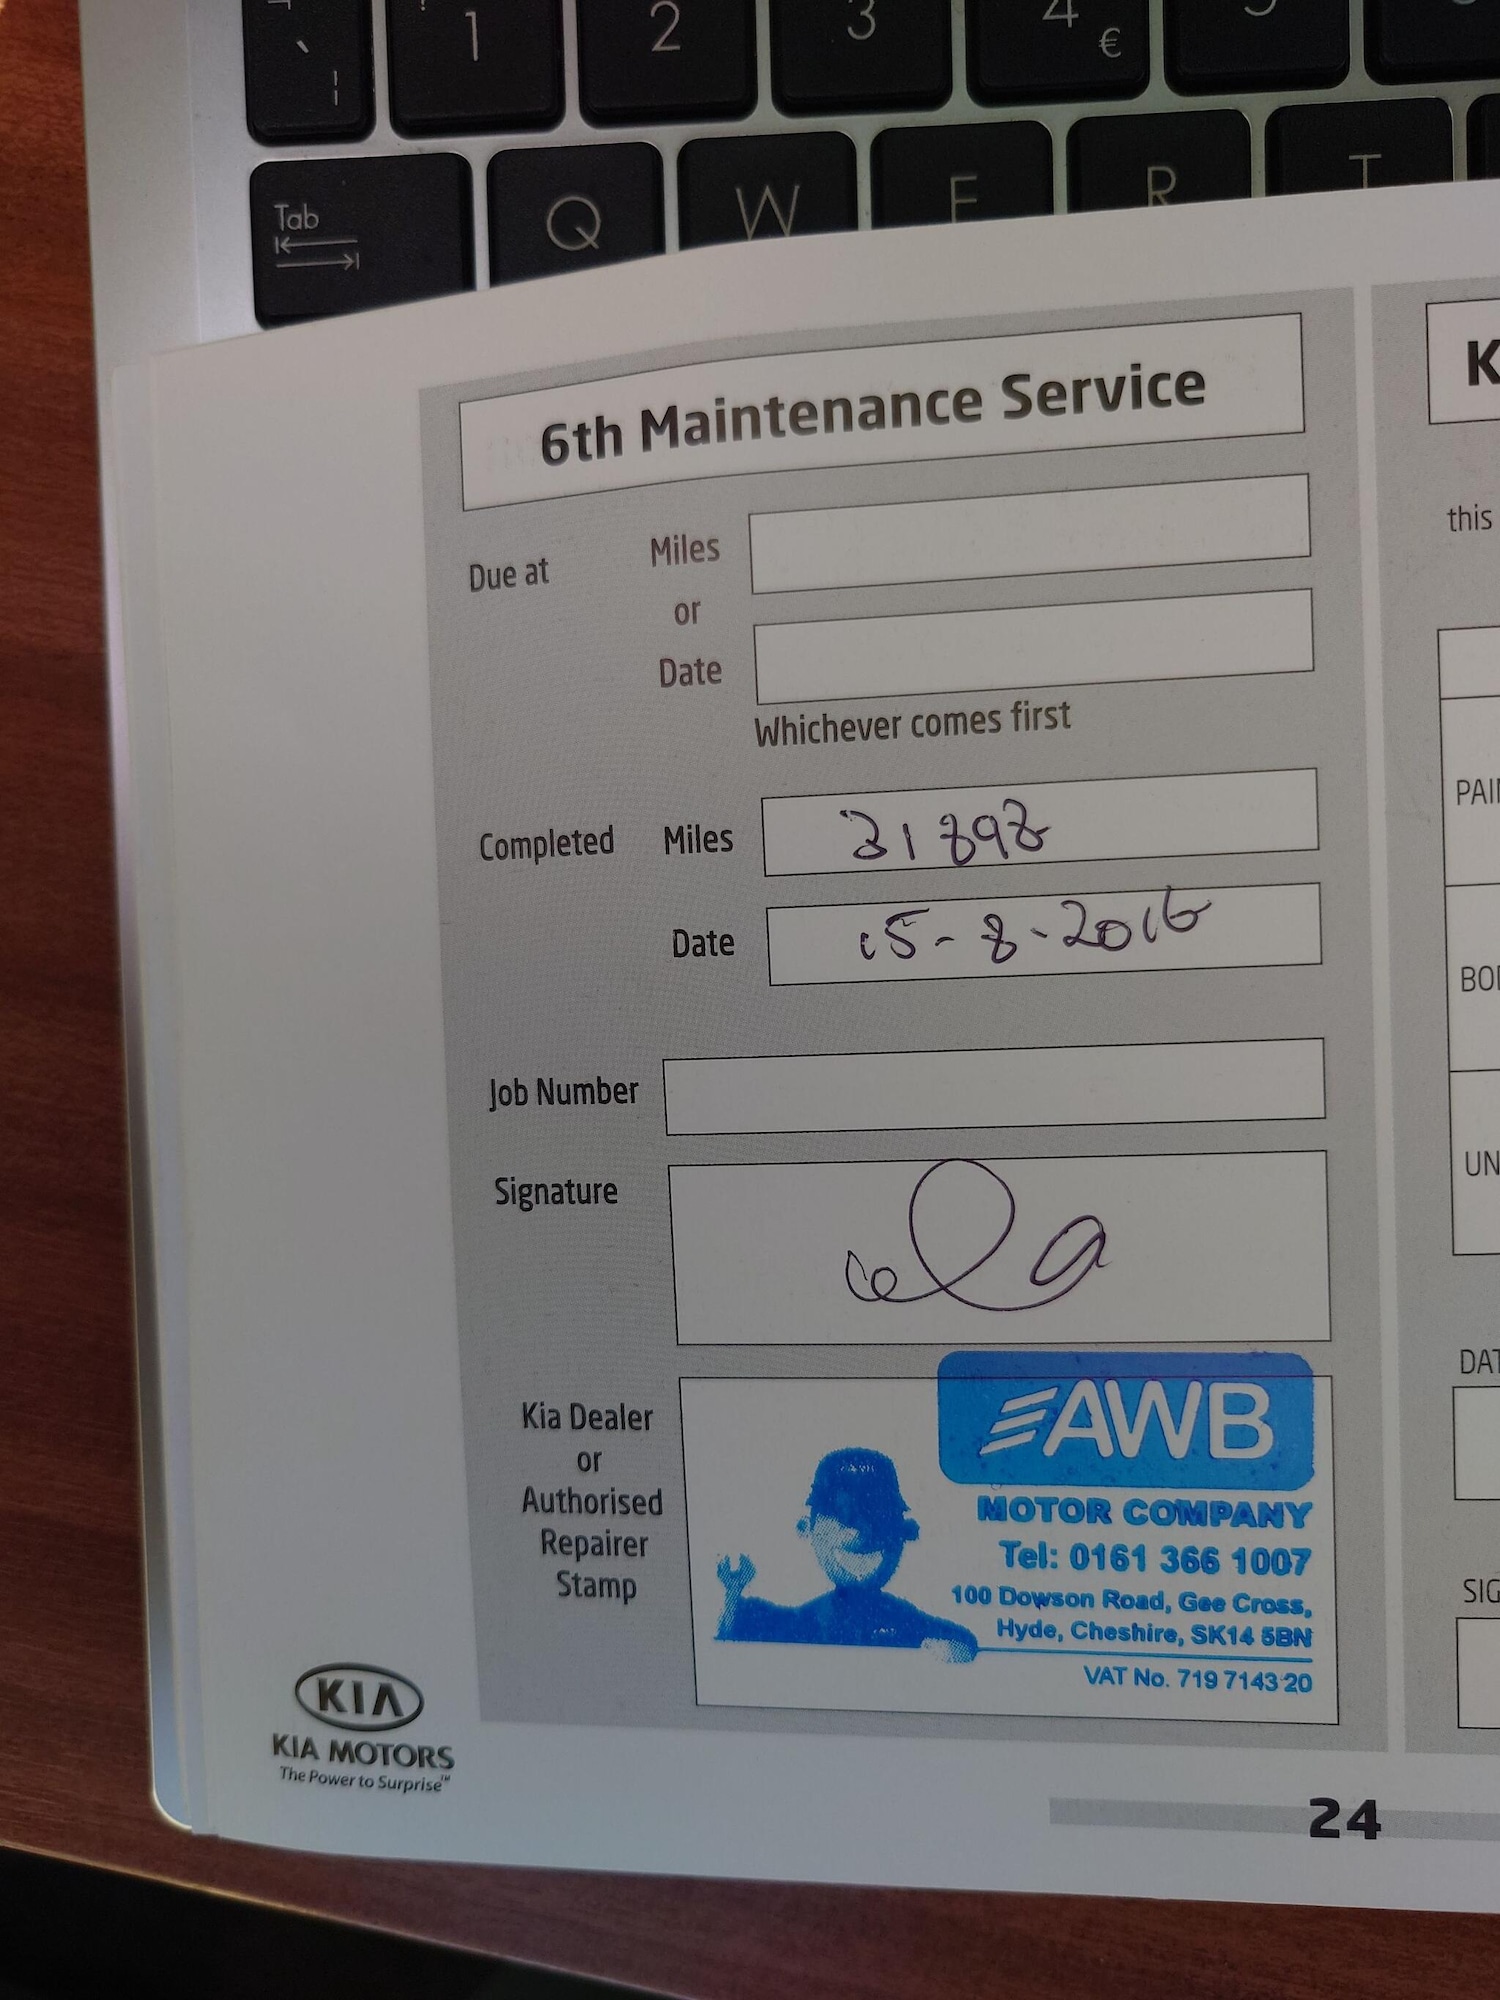 1
2
3
4
€
Tab
Q
W
E
R
T
6th Maintenance Service
Due at
Miles
or
Date
Whichever comes first
Completed Miles 31898
Date 15-8-2016
Job Number
Signature
Kia Dealer
or
Authorised
Repairer
Stamp
AWB
MOTOR COMPANY
Tel: 0161 366 1007
100 Dowson Road, Gee Cross,
Hyde, Cheshire, SK14 5BN
VAT No. 719 7143 20
KIA
KIA MOTORS
The Power to Surprise™
24
K
this
PAI
BO
UN
DAT
SIG